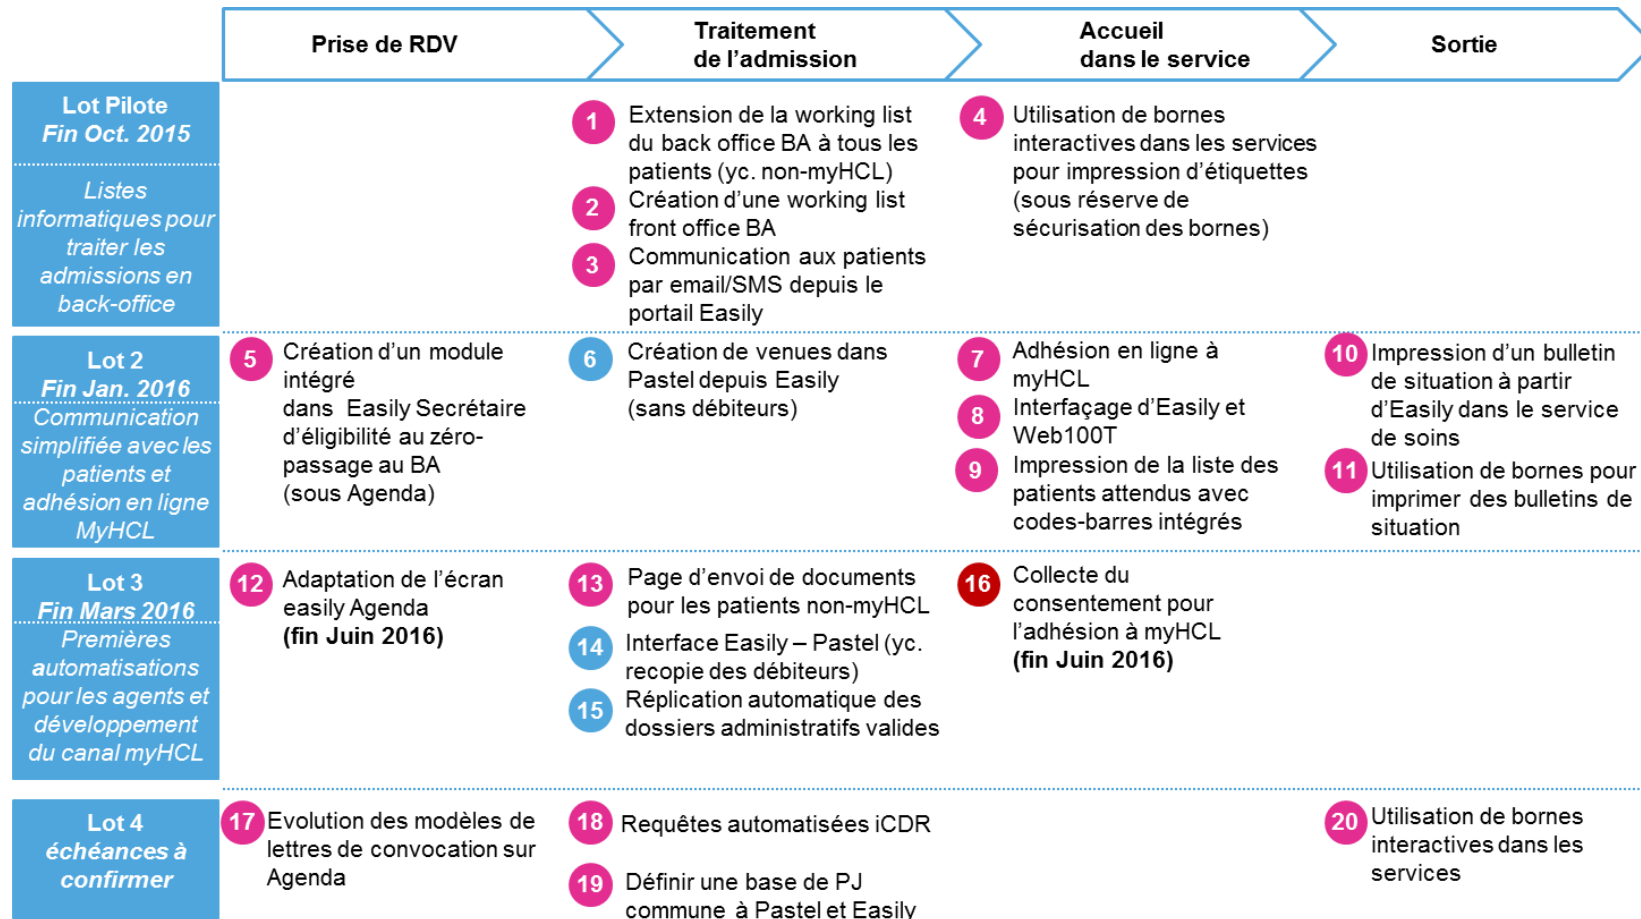 Prise de RDV
Traitement
de l'admission
Accueil
dans le service
Sortie
Lot Pilote
Fin Oct. 2015
Listes
informatiques pour
traiter les
admissions en
back-office
1
Extension de la working list
du back office BA à tous les
patients (yc. non-myHCL)
2
Création d'une working list
front office BA
3
Communication aux patients
par email/SMS depuis le
portail Easily
4
Utilisation de bornes
interactives dans les services
pour impression d'étiquettes
(sous réserve de
sécurisation des bornes)
Lot 2
Fin Jan. 2016
Communication
simplifiée avec les
patients et
adhésion en ligne
MyHCL
5
Création d'un module
intégré
dans Easily Secrétaire
d'éligibilité au zéro-
passage au BA
(sous Agenda)
6
Création de venues dans
Pastel depuis Easily
(sans débiteurs)
7
Adhésion en ligne à
myHCL
8
Interfaçage d'Easily et
Web100T
9
Impression de la liste des
patients attendus avec
codes-barres intégrés
10
Impression d'un bulletin
de situation à partir
d'Easily dans le service
de soins
11
Utilisation de bornes pour
imprimer des bulletins de
situation
Lot 3
Fin Mars 2016
Premières
automatisations
pour les agents et
développement
du canal myHCL
12
Adaptation de l'écran
easily Agenda
(fin Juin 2016)
13
Page d'envoi de documents
pour les patients non-myHCL
14
Interface Easily – Pastel (yc.
recopie des débiteurs)
15
Réplication automatique des
dossiers administratifs valides
16
Collecte du
consentement pour
l'adhésion à myHCL
(fin Juin 2016)
Lot 4
échéances à
confirmer
17
Evolution des modèles de
lettres de convocation sur
Agenda
18
Requêtes automatisées iCDR
19
Définir une base de PJ
commune à Pastel et Easily
20
Utilisation de bornes
interactives dans les
services